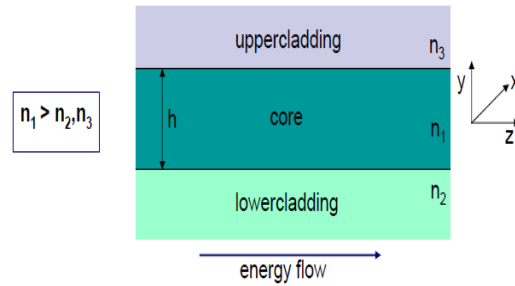 uppercladding
n3
n1 > n2,n3
h
core
n1
y
x
z
n2
lowercladding
energy flow